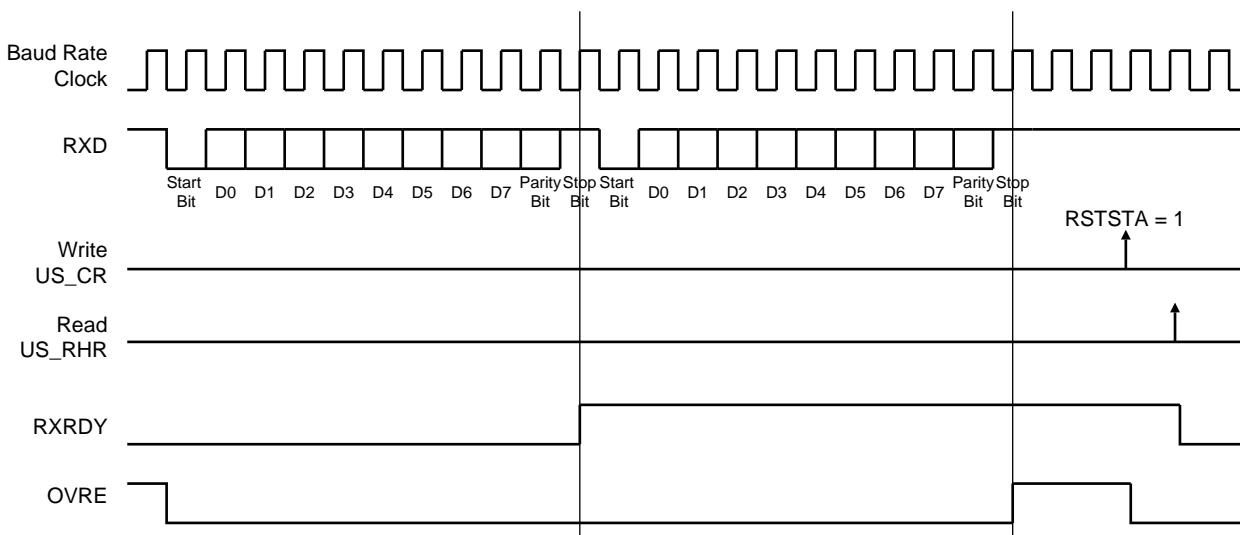 Baud Rate
Clock
RXD
Start
Bit D0 D1 D2 D3 D4 D5 D6 D7 Parity
Bit Stop
Bit Start
Bit D0 D1 D2 D3 D4 D5 D6 D7 Parity
Bit Stop
Bit
RSTSTA = 1
Write
US_CR
Read
US_RHR
RXRDY
OVRE